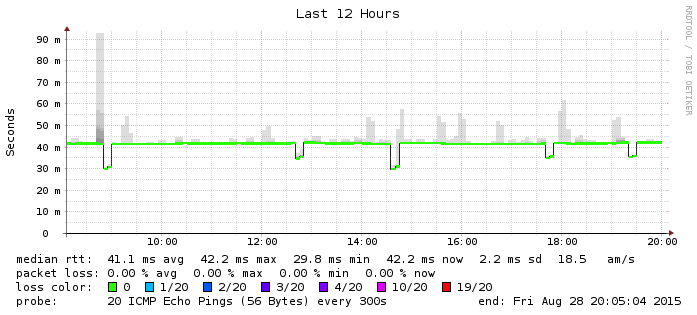 Last 12 Hours
RRDTOOL / TOBI OETIKER
Seconds
90 m
80 m
70 m
60 m
50 m
40 m
30 m
20 m
10 m
0
10:00 12:00 14:00 16:00 18:00 20:00
median rtt: 41.1 ms avg 42.2 ms max 29.8 ms min 42.2 ms now 2.2 ms sd 18.5 am/s
packet loss: 0.00 % avg 0.00 % max 0.00 % min 0.00 % now
loss color: 0 1/20 2/20 3/20 4/20 10/20 19/20
probe: 20 ICMP Echo Pings (56 Bytes) every 300s end: Fri Aug 28 20:05:04 2015